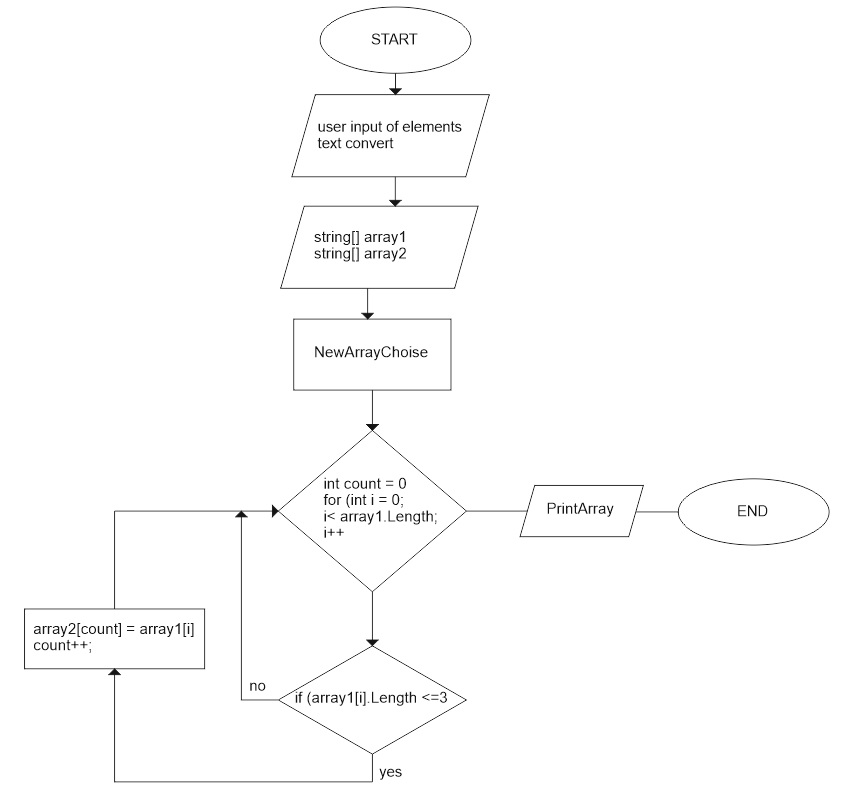 START
user input of elements
text convert
string[] array1
string[] array2
NewArrayChoise
int count = 0
for (int i = 0;
i< array1.Length;
i++
PrintArray
END
array2[count] = array1[i]
count++;
no
if (array1[i].Length <=3
yes